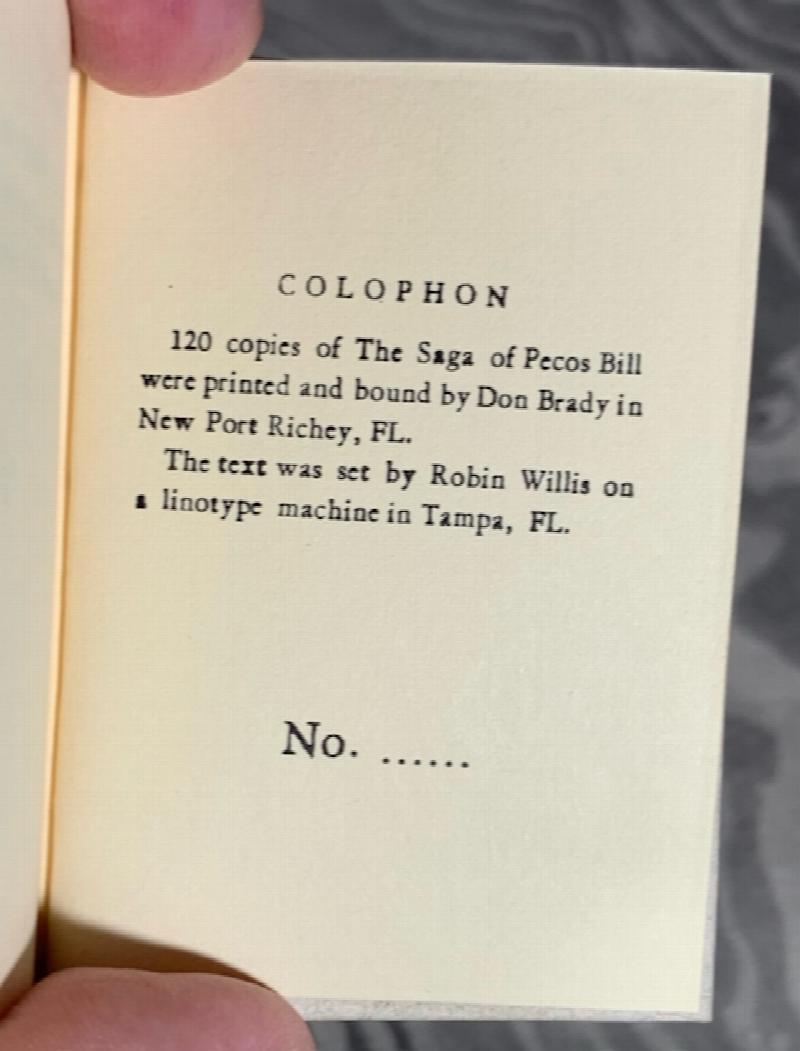 COLOPHON
120 copies of The Saga of Pecos Bill
were printed and bound by Don Brady in
New Port Richey, FL.
The text was set by Robin Willis on
a linotype machine in Tampa, FL.
No. ......